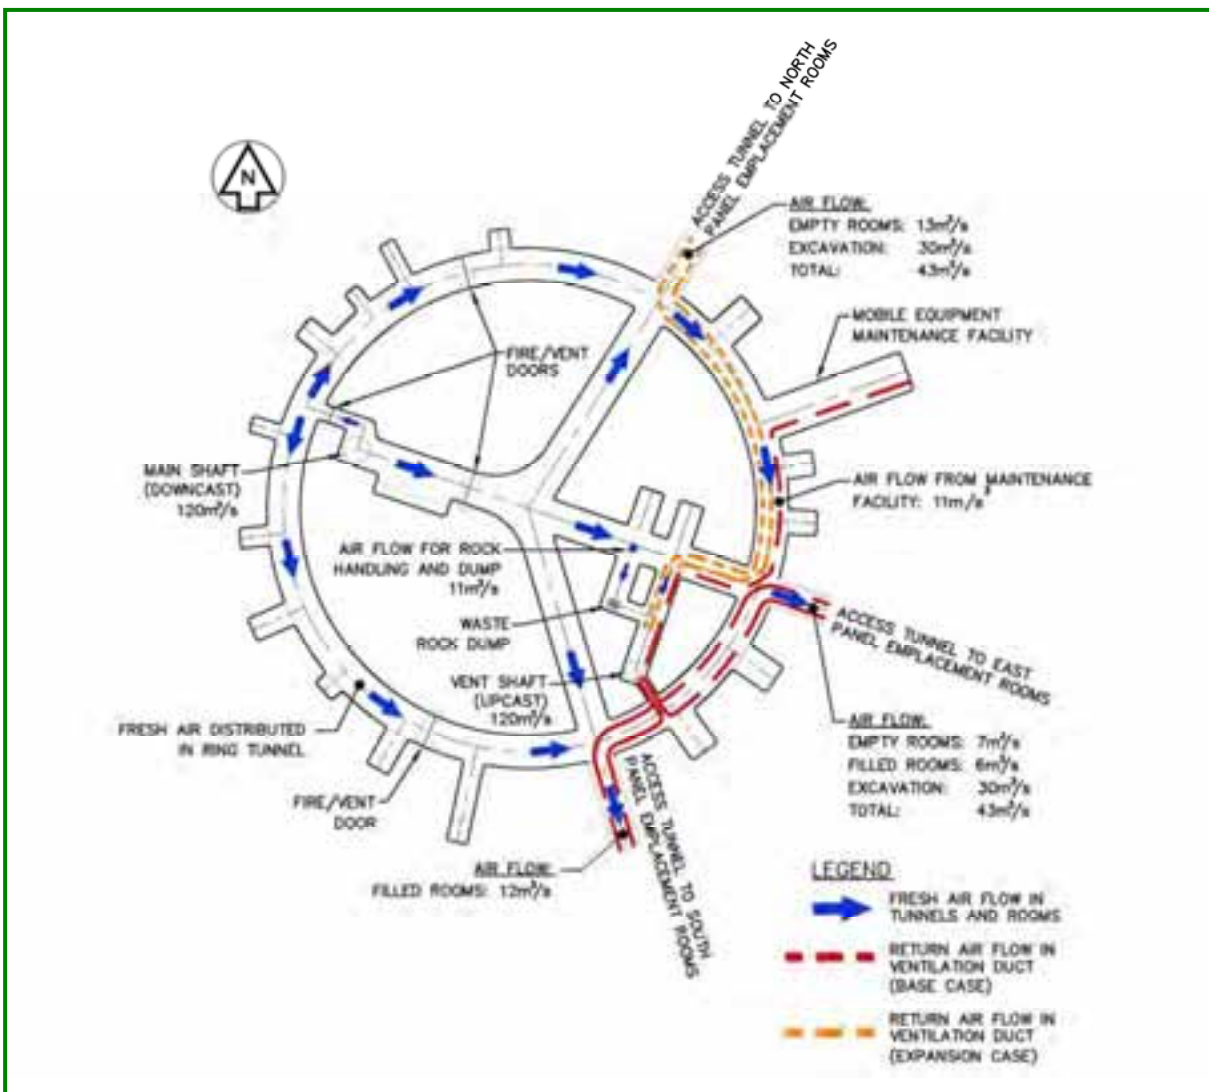 ACCESS TUNNEL TO NORTH
PANEL EMPLACEMENT ROOMS
N
AIR FLOW:
EMPTY ROOMS: 13m³/s
EXCAVATION: 30m³/s
TOTAL: 43m³/s
MOBILE EQUIPMENT
MAINTENANCE FACILITY
FIRE/VENT
DOORS
MAIN SHAFT
(DOWNCAST)
120m³/s
AIR FLOW FROM MAINTENANCE
FACILITY: 11m/s³
AIR FLOW FOR ROCK
HANDLING AND DUMP
11m³/s
WASTE
ROCK DUMP
ACCESS TUNNEL TO EAST
PANEL EMPLACEMENT ROOMS
VENT SHAFT
(UPCAST)
120m³/s
FRESH AIR DISTRIBUTED
IN RING TUNNEL
AIR FLOW:
EMPTY ROOMS: 7m³/s
FILLED ROOMS: 6m³/s
EXCAVATION: 30m³/s
TOTAL: 43m³/s
FIRE/VENT
DOOR
ACCESS TUNNEL TO SOUTH
PANEL EMPLACEMENT ROOMS
AIR FLOW:
FILLED ROOMS: 12m³/s
LEGEND
FRESH AIR FLOW IN
TUNNELS AND ROOMS
RETURN AIR FLOW IN
VENTILATION DUCT
(BASE CASE)
RETURN AIR FLOW IN
VENTILATION DUCT
(EXPANSION CASE)